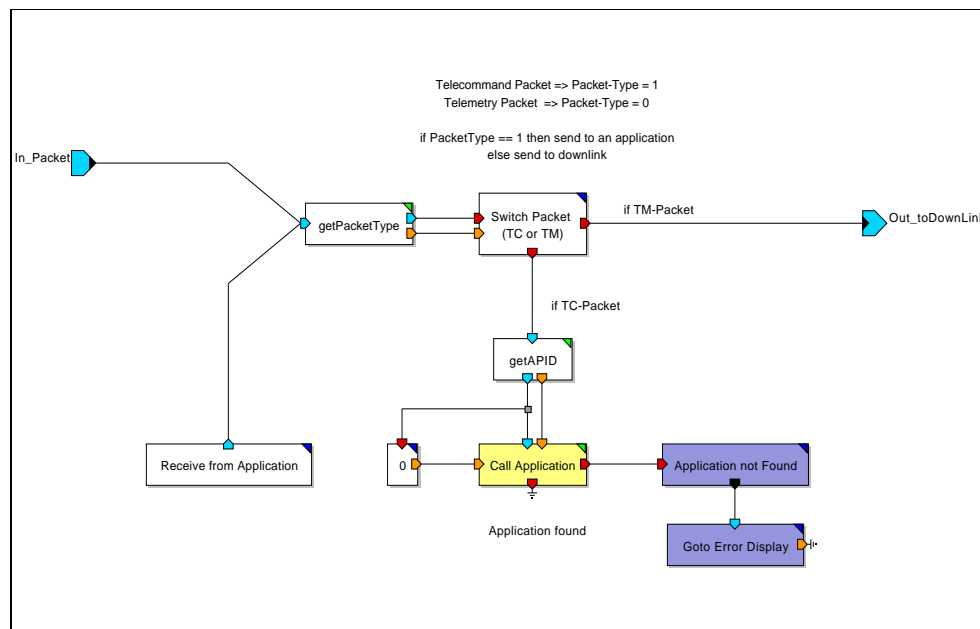 Telecommand Packet => Packet-Type = 1
Telemetry Packet => Packet-Type = 0
if PacketType == 1 then send to an application
else send to downlink
In_Packet
getPacketType
Switch Packet
(TC or TM)
if TM-Packet
Out_toDownLin
if TC-Packet
getAPID
Receive from Application
0
Call Application
Application not Found
Application found
Goto Error Display